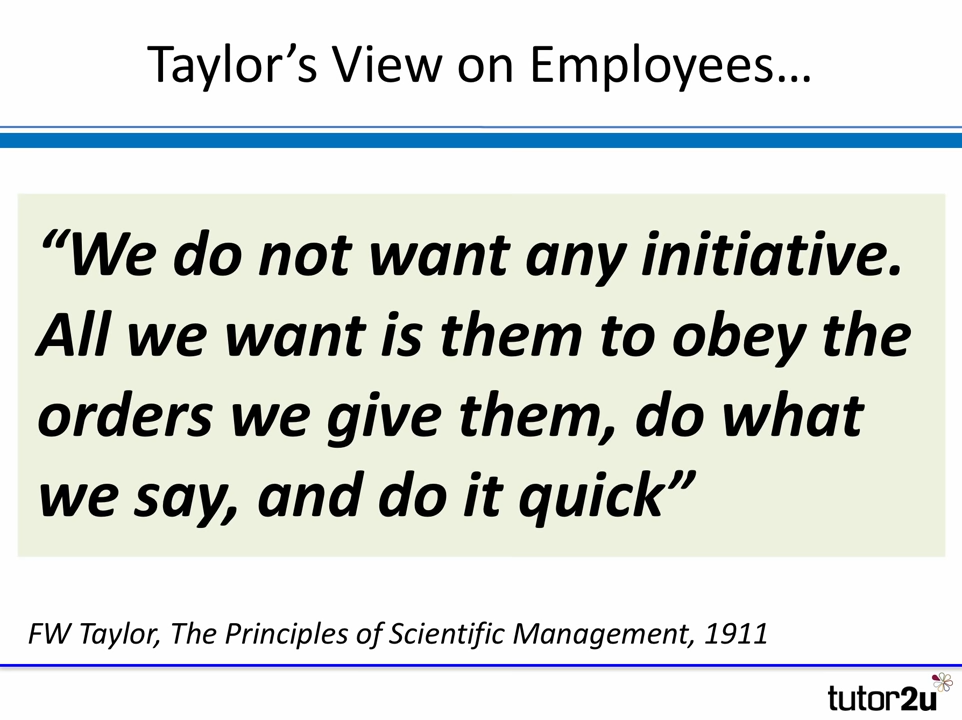 Taylor’s View on Employees…
“We do not want any initiative.
All we want is them to obey the
orders we give them, do what
we say, and do it quick”
FW Taylor, The Principles of Scientific Management, 1911
tutor2u